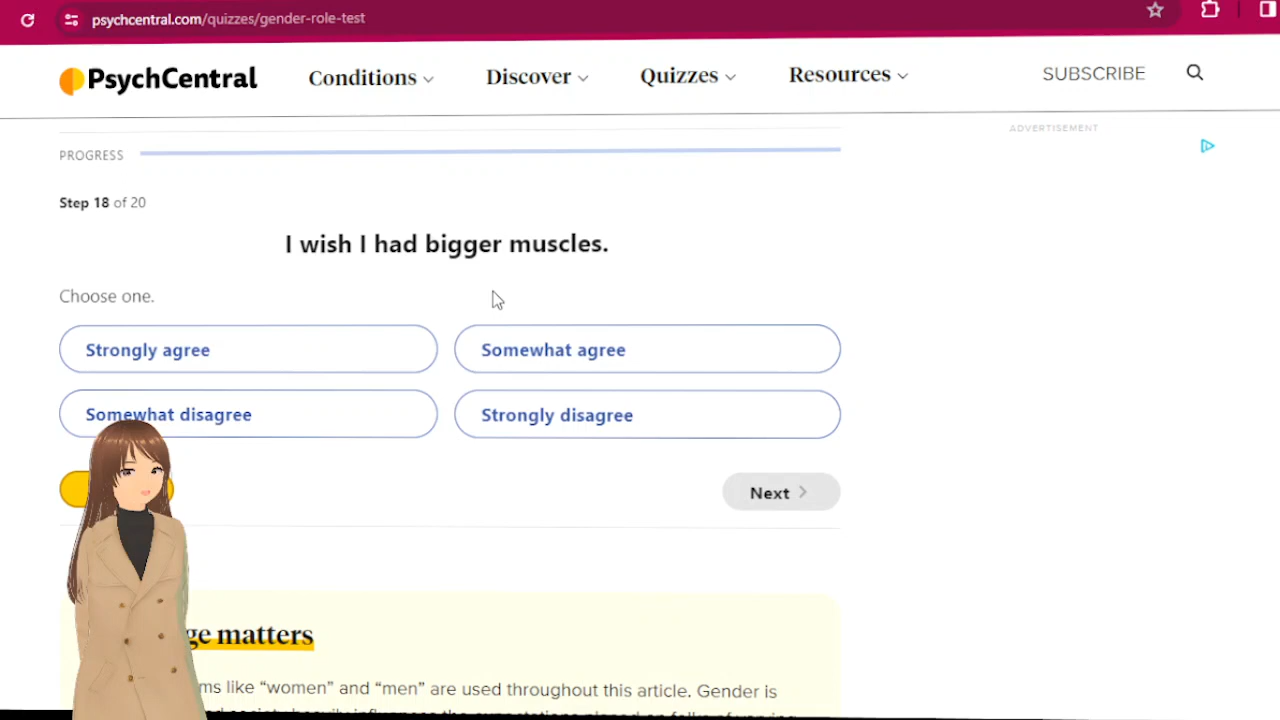 psychcentral.com/quizzes/gender-role-test
PsychCentral
Conditions
Discover
Quizzes
Resources
SUBSCRIBE
ADVERTISEMENT
PROGRESS
Step 18 of 20
I wish I had bigger muscles.
Choose one.
Strongly agree
Somewhat agree
Somewhat disagree
Strongly disagree
Next
matters
like “women” and “men” are used throughout this article. Gender is